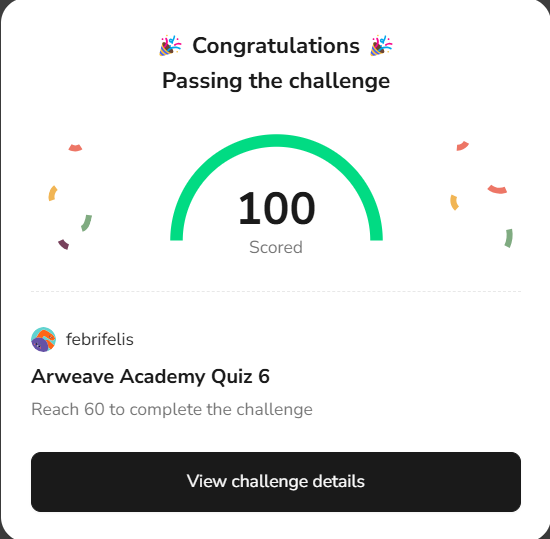 🎉 Congratulations 🎉
Passing the challenge
100
Scored
febrifelis
Arweave Academy Quiz 6
Reach 60 to complete the challenge
View challenge details